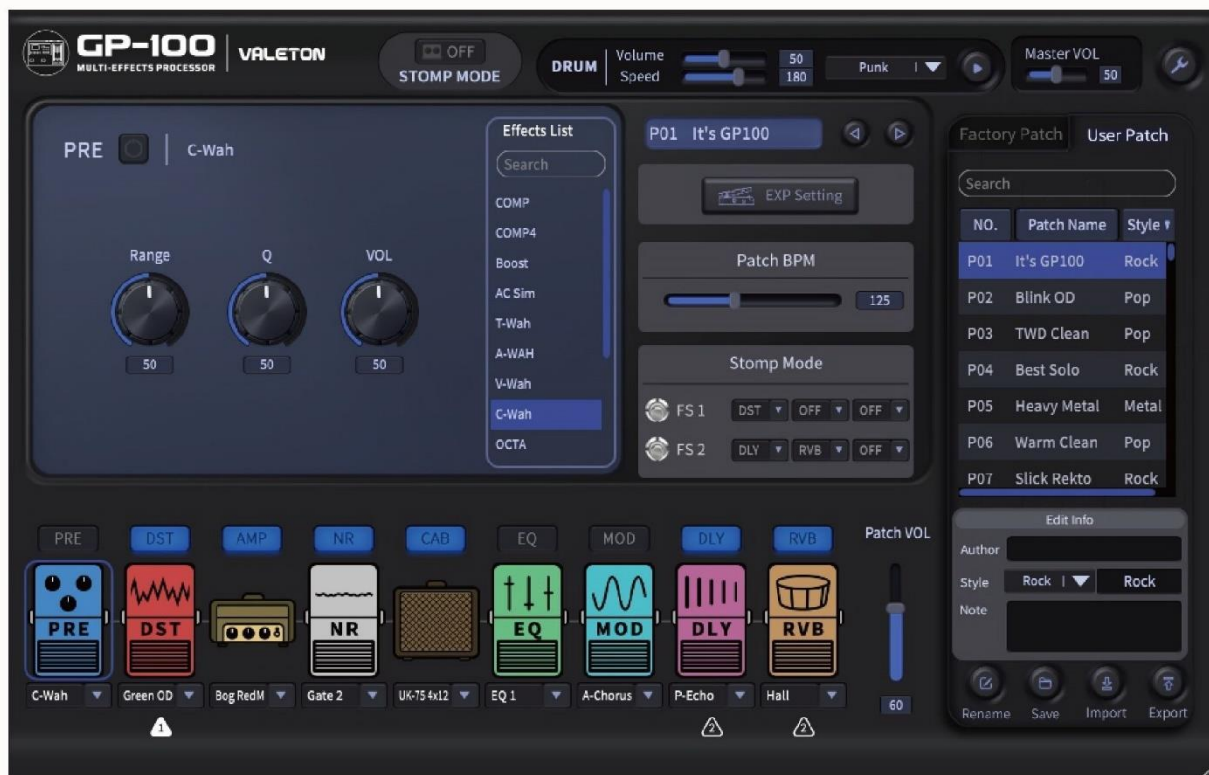 GP-100
MULTI-EFFECTS PROCESSOR
VALETON
OFF
STOMP MODE
DRUM
Volume 50
Speed 180
Punk
Master VOL
50
PRE
C-Wah
Range Q VOL
50 50 50
Effects List
Search
COMP
COMP4
Boost
AC Sim
T-Wah
A-WAH
V-Wah
C-Wah
OCTA
P01 It's GP100
EXP Setting
Patch BPM
125
Stomp Mode
FS 1 DST OFF OFF
FS 2 DLY RVB OFF
Factory Patch User Patch
Search
NO. Patch Name Style
P01 It's GP100 Rock
P02 Blink OD Pop
P03 TWD Clean Pop
P04 Best Solo Rock
P05 Heavy Metal Metal
P06 Warm Clean Pop
P07 Slick Rekto Rock
Edit Info
Author
Style Rock Rock
Note
Rename Save Import Export
PRE DST AMP NR CAB EQ MOD DLY RVB
PRE DST NR EQ MOD DLY RVB
C-Wah Green OD Bog RedM Gate 2 UK-75 4x12 EQ 1 A-Chorus P-Echo Hall
1 2 2
Patch VOL
60